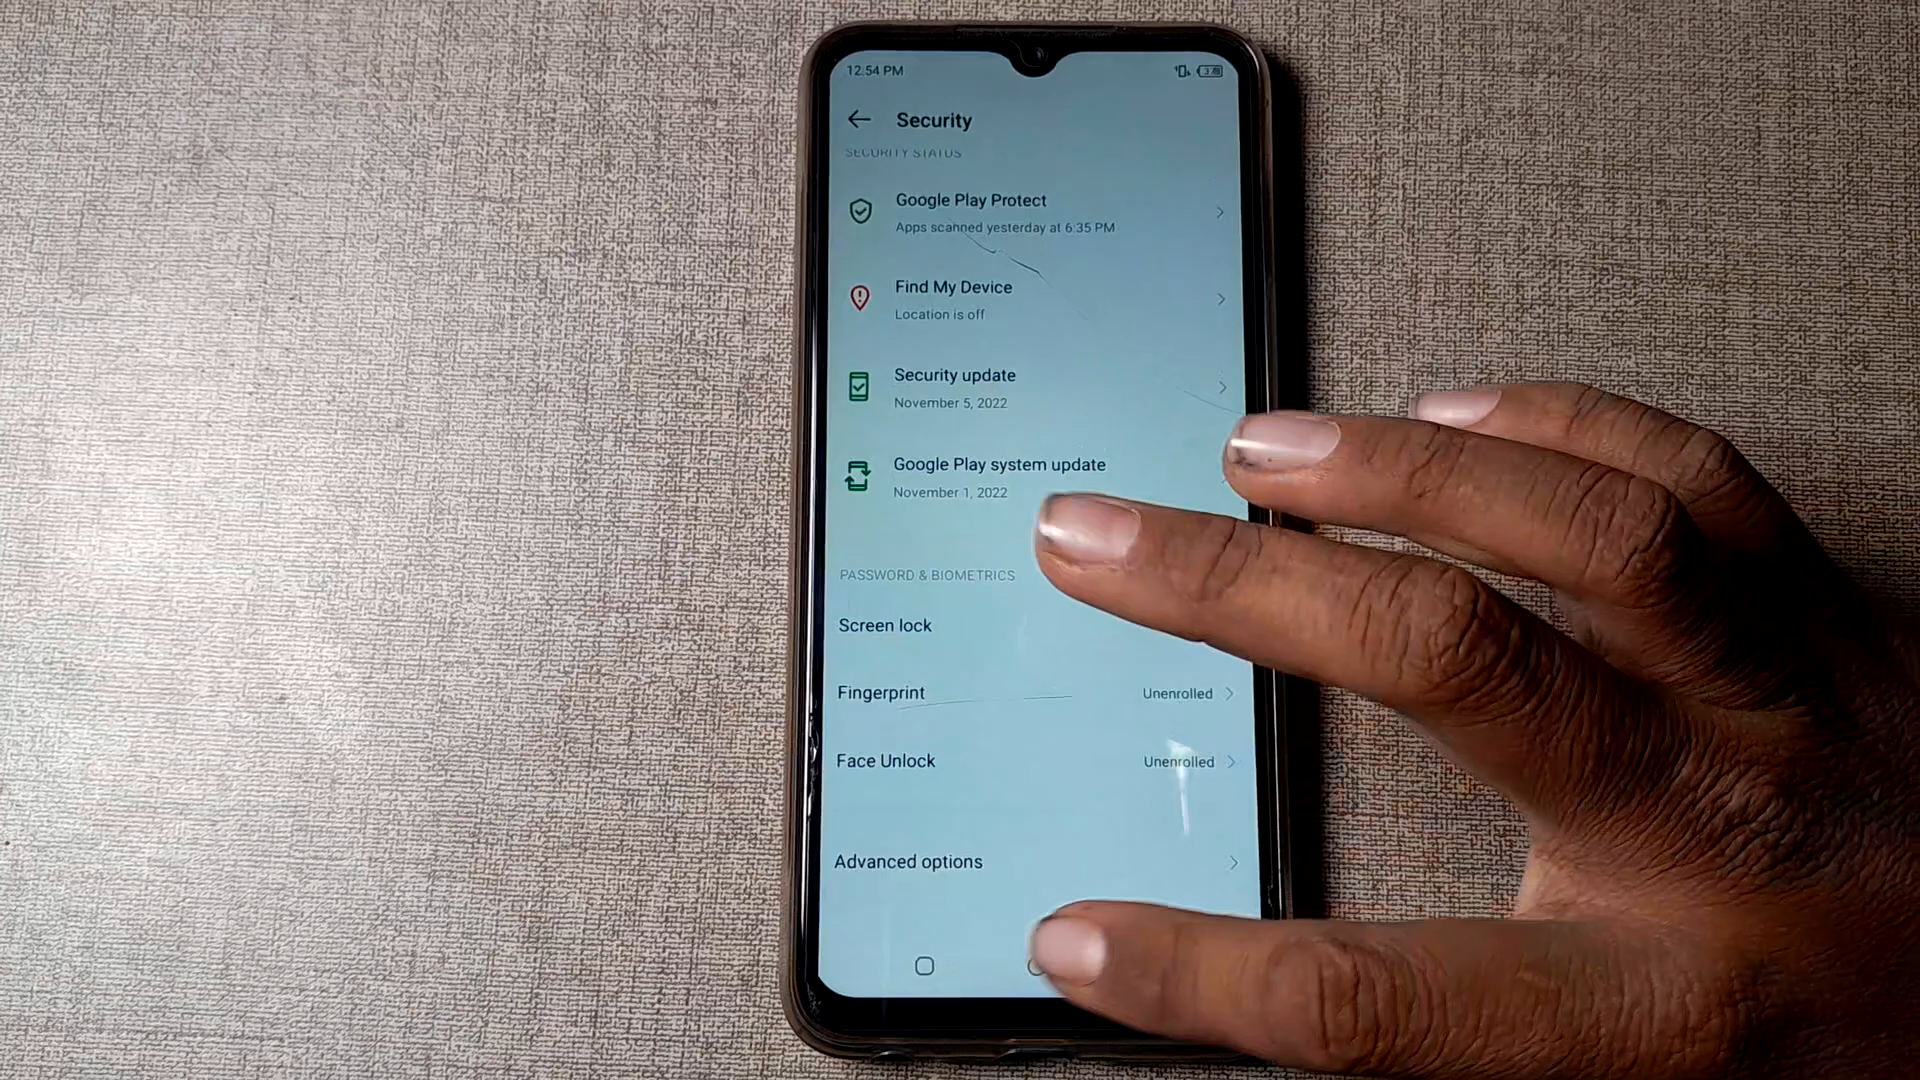 12:54 PM
Security
SECURITY STATUS
Google Play Protect
Apps scanned yesterday at 6:35 PM
Find My Device
Location is off
Security update
November 5, 2022
Google Play system update
November 1, 2022
PASSWORD & BIOMETRICS
Screen lock
Fingerprint
Unenrolled
Face Unlock
Unenrolled
Advanced options